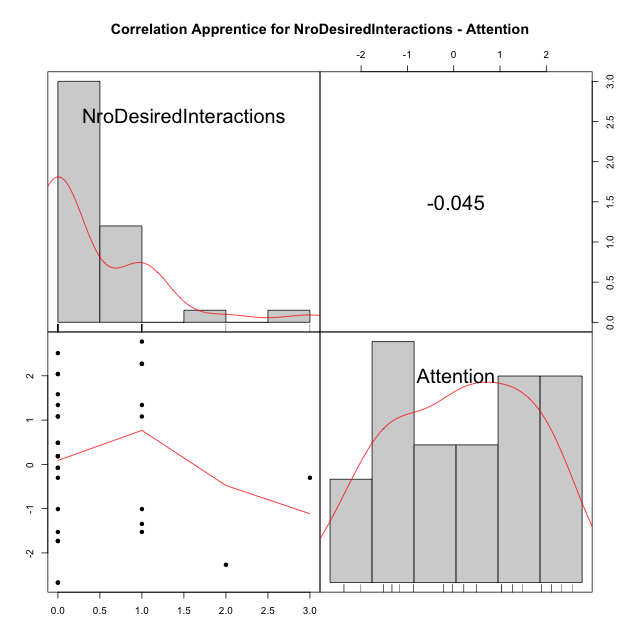 Correlation Apprentice for NroDesiredInteractions - Attention
-2 -1 0 1 2
NroDesiredInteractions
-0.045
3.0
2.5
2.0
1.5
1.0
0.5
0.0
Attention
2
1
0
-1
-2
0.0 0.5 1.0 1.5 2.0 2.5 3.0